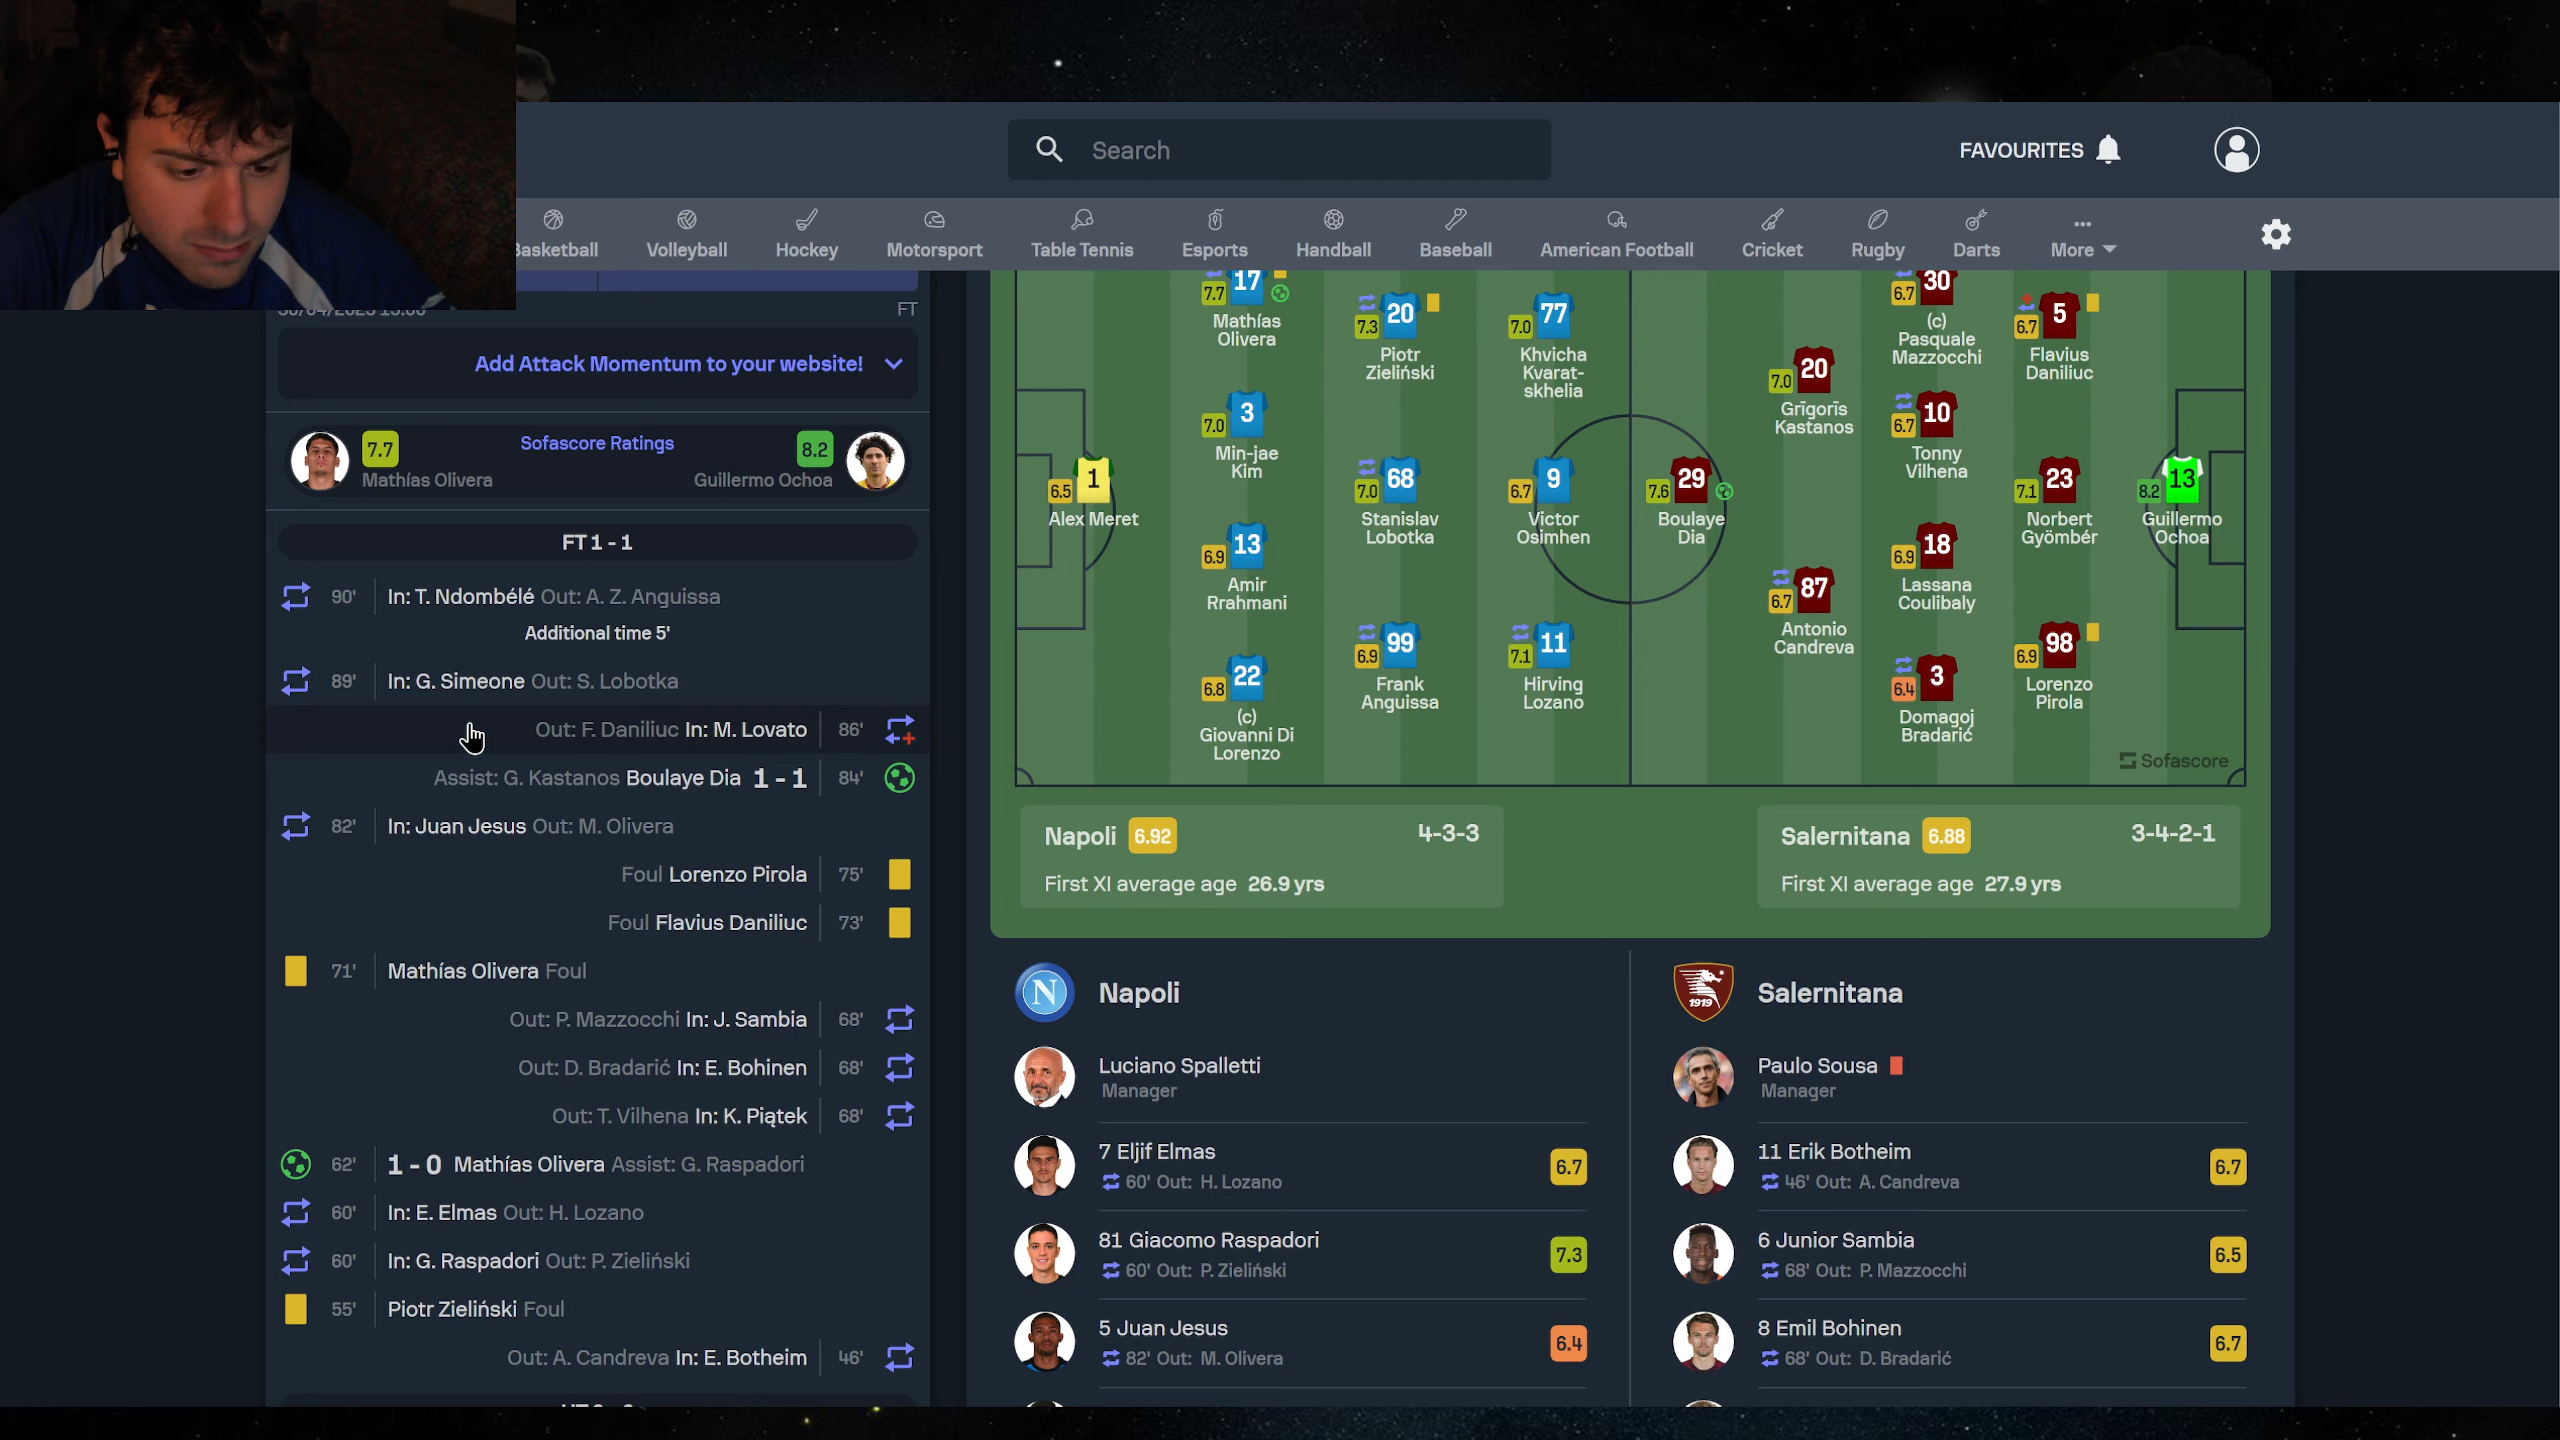 Search
FAVOURITES
Basketball
Volleyball
Hockey
Motorsport
Table Tennis
Esports
Handball
Baseball
American Football
Cricket
Rugby
Darts
More
FT
Add Attack Momentum to your website!
7.7
Mathías Olivera
Sofascore Ratings
8.2
Guillermo Ochoa
FT 1 - 1
90' In: T. Ndombélé Out: A. Z. Anguissa
Additional time 5'
89' In: G. Simeone Out: S. Lobotka
Out: F. Daniliuc In: M. Lovato 86'
Assist: G. Kastanos Boulaye Dia 1 - 1 84'
82' In: Juan Jesus Out: M. Olivera
Foul Lorenzo Pirola 75'
Foul Flavius Daniliuc 73'
71' Mathías Olivera Foul
Out: P. Mazzocchi In: J. Sambia 68'
Out: D. Bradarić In: E. Bohinen 68'
Out: T. Vilhena In: K. Piątek 68'
62' 1 - 0 Mathías Olivera Assist: G. Raspadori
60' In: E. Elmas Out: H. Lozano
60' In: G. Raspadori Out: P. Zieliński
55' Piotr Zieliński Foul
Out: A. Candreva In: E. Botheim 46'
1
6.5
Alex Meret
17
7.7
Mathías
Olivera
3
7.0
Min-jae
Kim
13
6.9
Amir
Rrahmani
22
6.8
(c)
Giovanni Di
Lorenzo
20
7.3
Piotr
Zieliński
68
7.0
Stanislav
Lobotka
99
6.9
Frank
Anguissa
77
7.0
Khvicha
Kvarat-
skhelia
9
6.7
Victor
Osimhen
11
7.1
Hirving
Lozano
29
7.6
Boulaye
Dia
20
7.0
Grīgorīs
Kastanos
87
6.7
Antonio
Candreva
30
6.7
(c)
Pasquale
Mazzocchi
10
6.7
Tonny
Vilhena
18
6.9
Lassana
Coulibaly
3
6.4
Domagoj
Bradarić
5
6.7
Flavius
Daniliuc
23
7.1
Norbert
Gyömbér
98
6.9
Lorenzo
Pirola
13
8.2
Guillermo
Ochoa
Sofascore
Napoli 6.92 4-3-3
First XI average age 26.9 yrs
Salernitana 6.88 3-4-2-1
First XI average age 27.9 yrs
N
Napoli
Luciano Spalletti
Manager
7 Eljif Elmas
60' Out: H. Lozano
6.7
81 Giacomo Raspadori
60' Out: P. Zieliński
7.3
5 Juan Jesus
82' Out: M. Olivera
6.4
1919
Salernitana
Paulo Sousa
Manager
11 Erik Botheim
46' Out: A. Candreva
6.7
6 Junior Sambia
68' Out: P. Mazzocchi
6.5
8 Emil Bohinen
68' Out: D. Bradarić
6.7